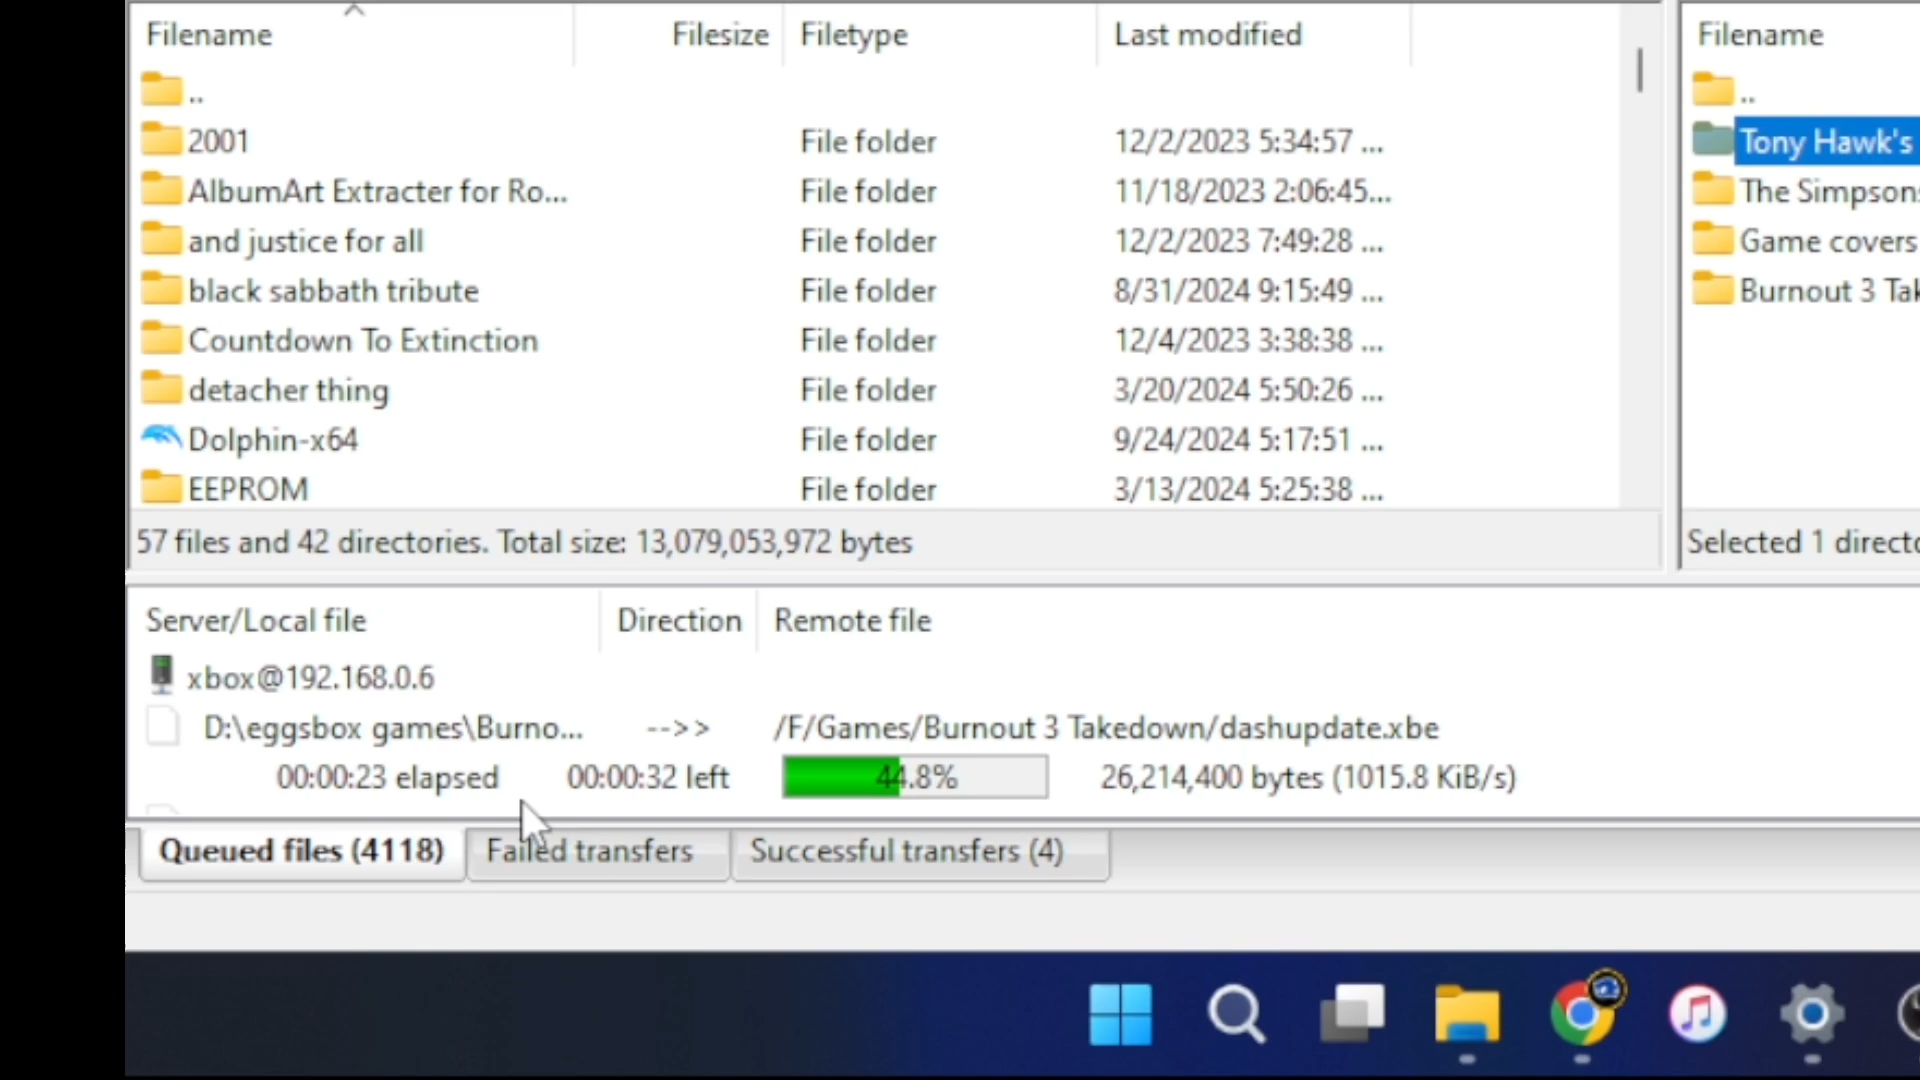 Filename Filesize Filetype Last modified
..
2001 File folder 12/2/2023 5:34:57 ...
AlbumArt Extracter for Ro... File folder 11/18/2023 2:06:45...
and justice for all File folder 12/2/2023 7:49:28 ...
black sabbath tribute File folder 8/31/2024 9:15:49 ...
Countdown To Extinction File folder 12/4/2023 3:38:38 ...
detacher thing File folder 3/20/2024 5:50:26 ...
Dolphin-x64 File folder 9/24/2024 5:17:51 ...
EEPROM File folder 3/13/2024 5:25:38 ...
57 files and 42 directories. Total size: 13,079,053,972 bytes
Filename
..
Tony Hawk's
The Simpsons
Game covers
Burnout 3 Tak
Selected 1 directo
Server/Local file Direction Remote file
xbox@192.168.0.6
D:\eggsbox games\Burno... -->> /F/Games/Burnout 3 Takedown/dashupdate.xbe
00:00:23 elapsed 00:00:32 left 44.8% 26,214,400 bytes (1015.8 KiB/s)
Queued files (4118) Failed transfers Successful transfers (4)